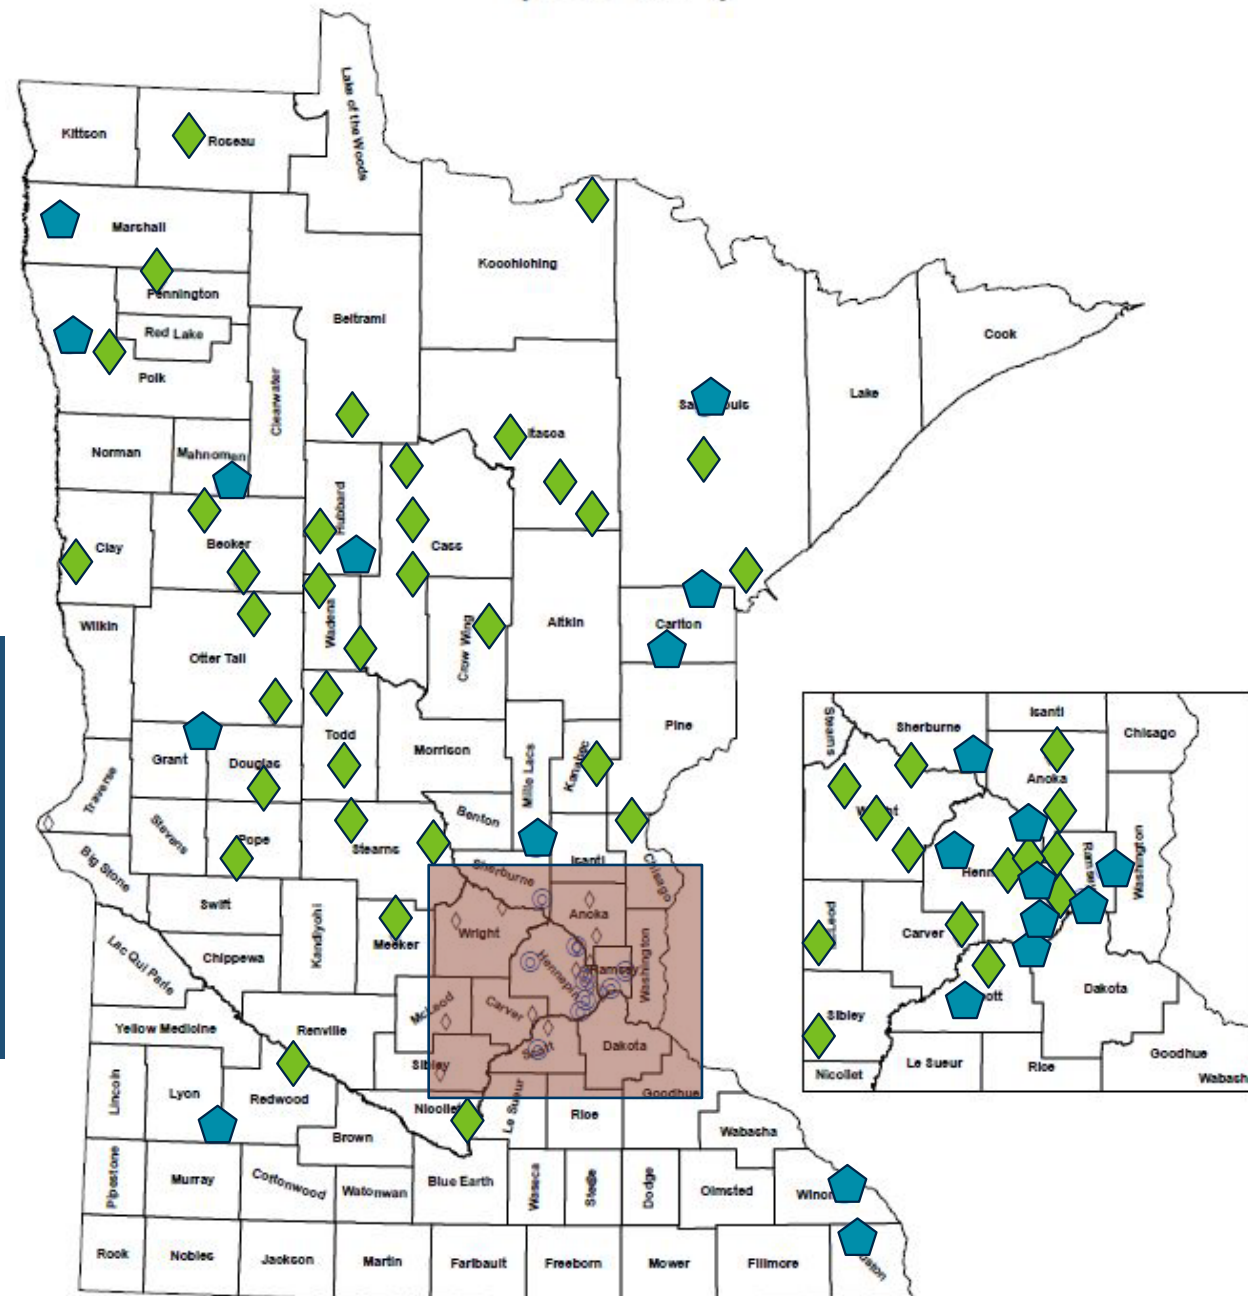 Kittson
Roseau
Lake of the Woods
Marshall
Koochiching
Pennington
Beltrami
Red Lake
Cook
Polk
Clearwater
Lake
Itasca
Norman
Mahnomen
Hubbard
Clay
Becker
Cass
Wilkin
Wadena
Crow Wing
Aitkin
Carlton
Otter Tail
Pine
Todd
Morrison
Mille Lacs
Kanabec
Grant
Douglas
Traverse
Stevens
Pope
Stearns
Benton
Big Stone
Sherburne
Isanti
Chisago
Swift
Kandiyohi
Meeker
Wright
Anoka
Hennepin
Ramsey
Washington
Lac Qui Parle
Chippewa
McLeod
Carver
Yellow Medicine
Renville
Sibley
Scott
Dakota
Lincoln
Lyon
Redwood
Nicollet
Le Sueur
Rice
Goodhue
Brown
Wabasha
Pipestone
Murray
Cottonwood
Watonwan
Blue Earth
Waseca
Steele
Dodge
Olmsted
Rock
Nobles
Jackson
Martin
Faribault
Freeborn
Mower
Fillmore
Stearns
Sherburne
Isanti
Chisago
Anoka
Washington
Carver
Dakota
Sibley
Nicollet
Le Sueur
Rice
Goodhue
Wabash